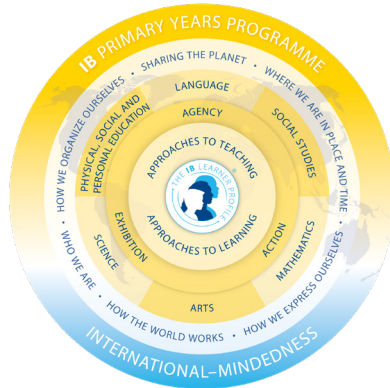 IB PRIMARY YEARS PROGRAMME
SHARING THE PLANET
WHERE WE ARE IN PLACE AND TIME
HOW WE EXPRESS OURSELVES
HOW THE WORLD WORKS
WHO WE ARE
HOW WE ORGANIZE OURSELVES
LANGUAGE
SOCIAL STUDIES
MATHEMATICS
ARTS
SCIENCE
PHYSICAL, SOCIAL AND
PERSONAL EDUCATION
AGENCY
ACTION
EXHIBITION
APPROACHES TO TEACHING
THE IB LEARNER PROFILE
APPROACHES TO LEARNING
INTERNATIONAL-MINDEDNESS